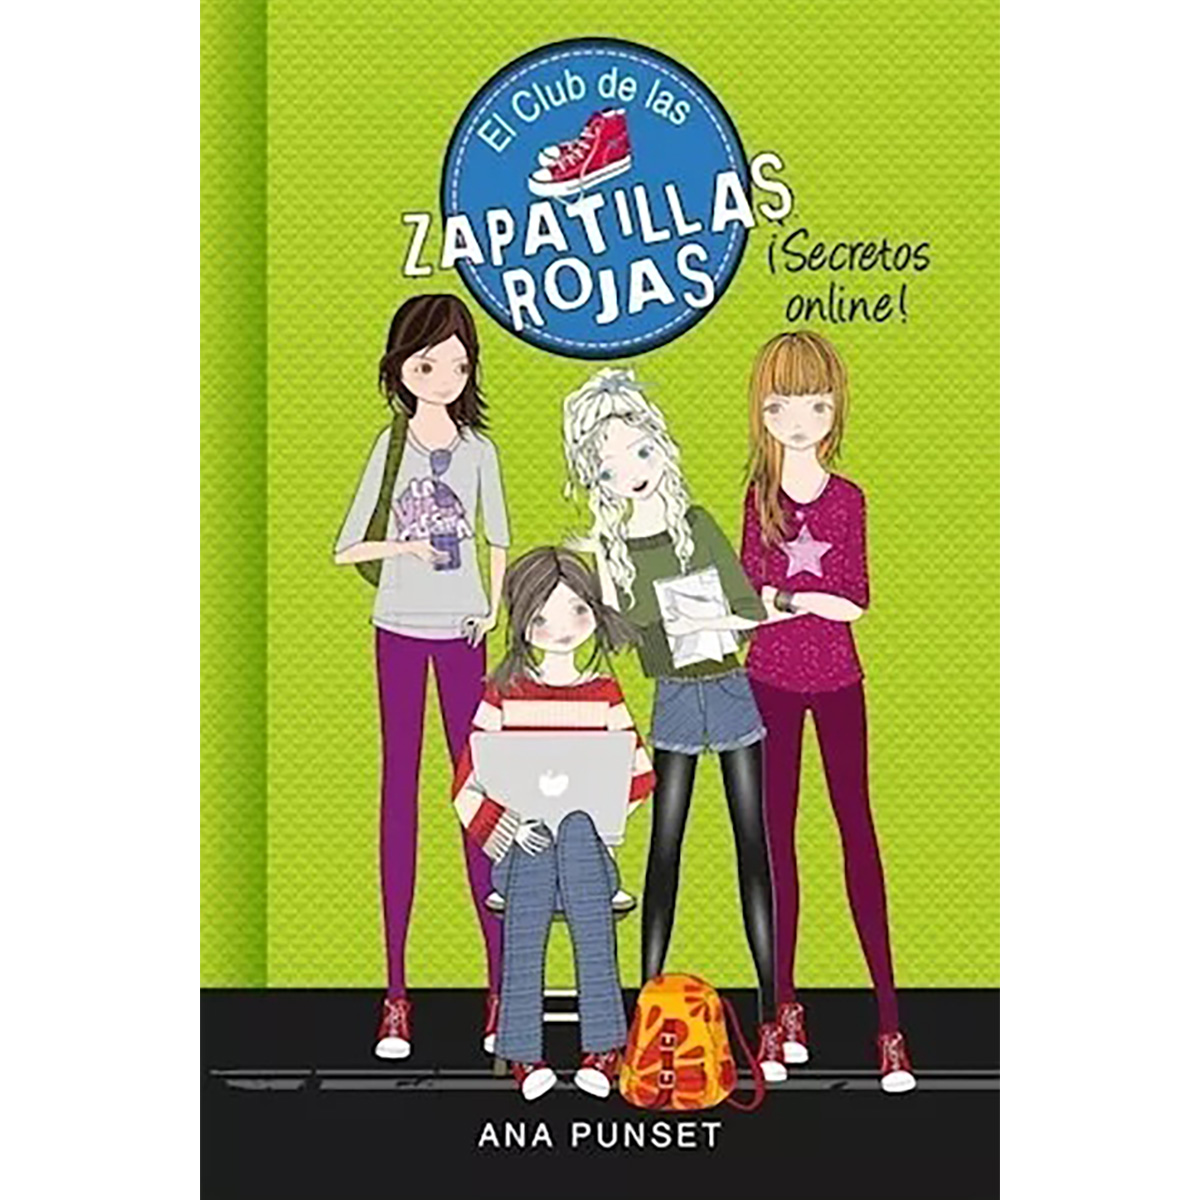 El Club de las
ZAPATILLAS
ROJAS
¡Secretos
online!
ANA PUNSET